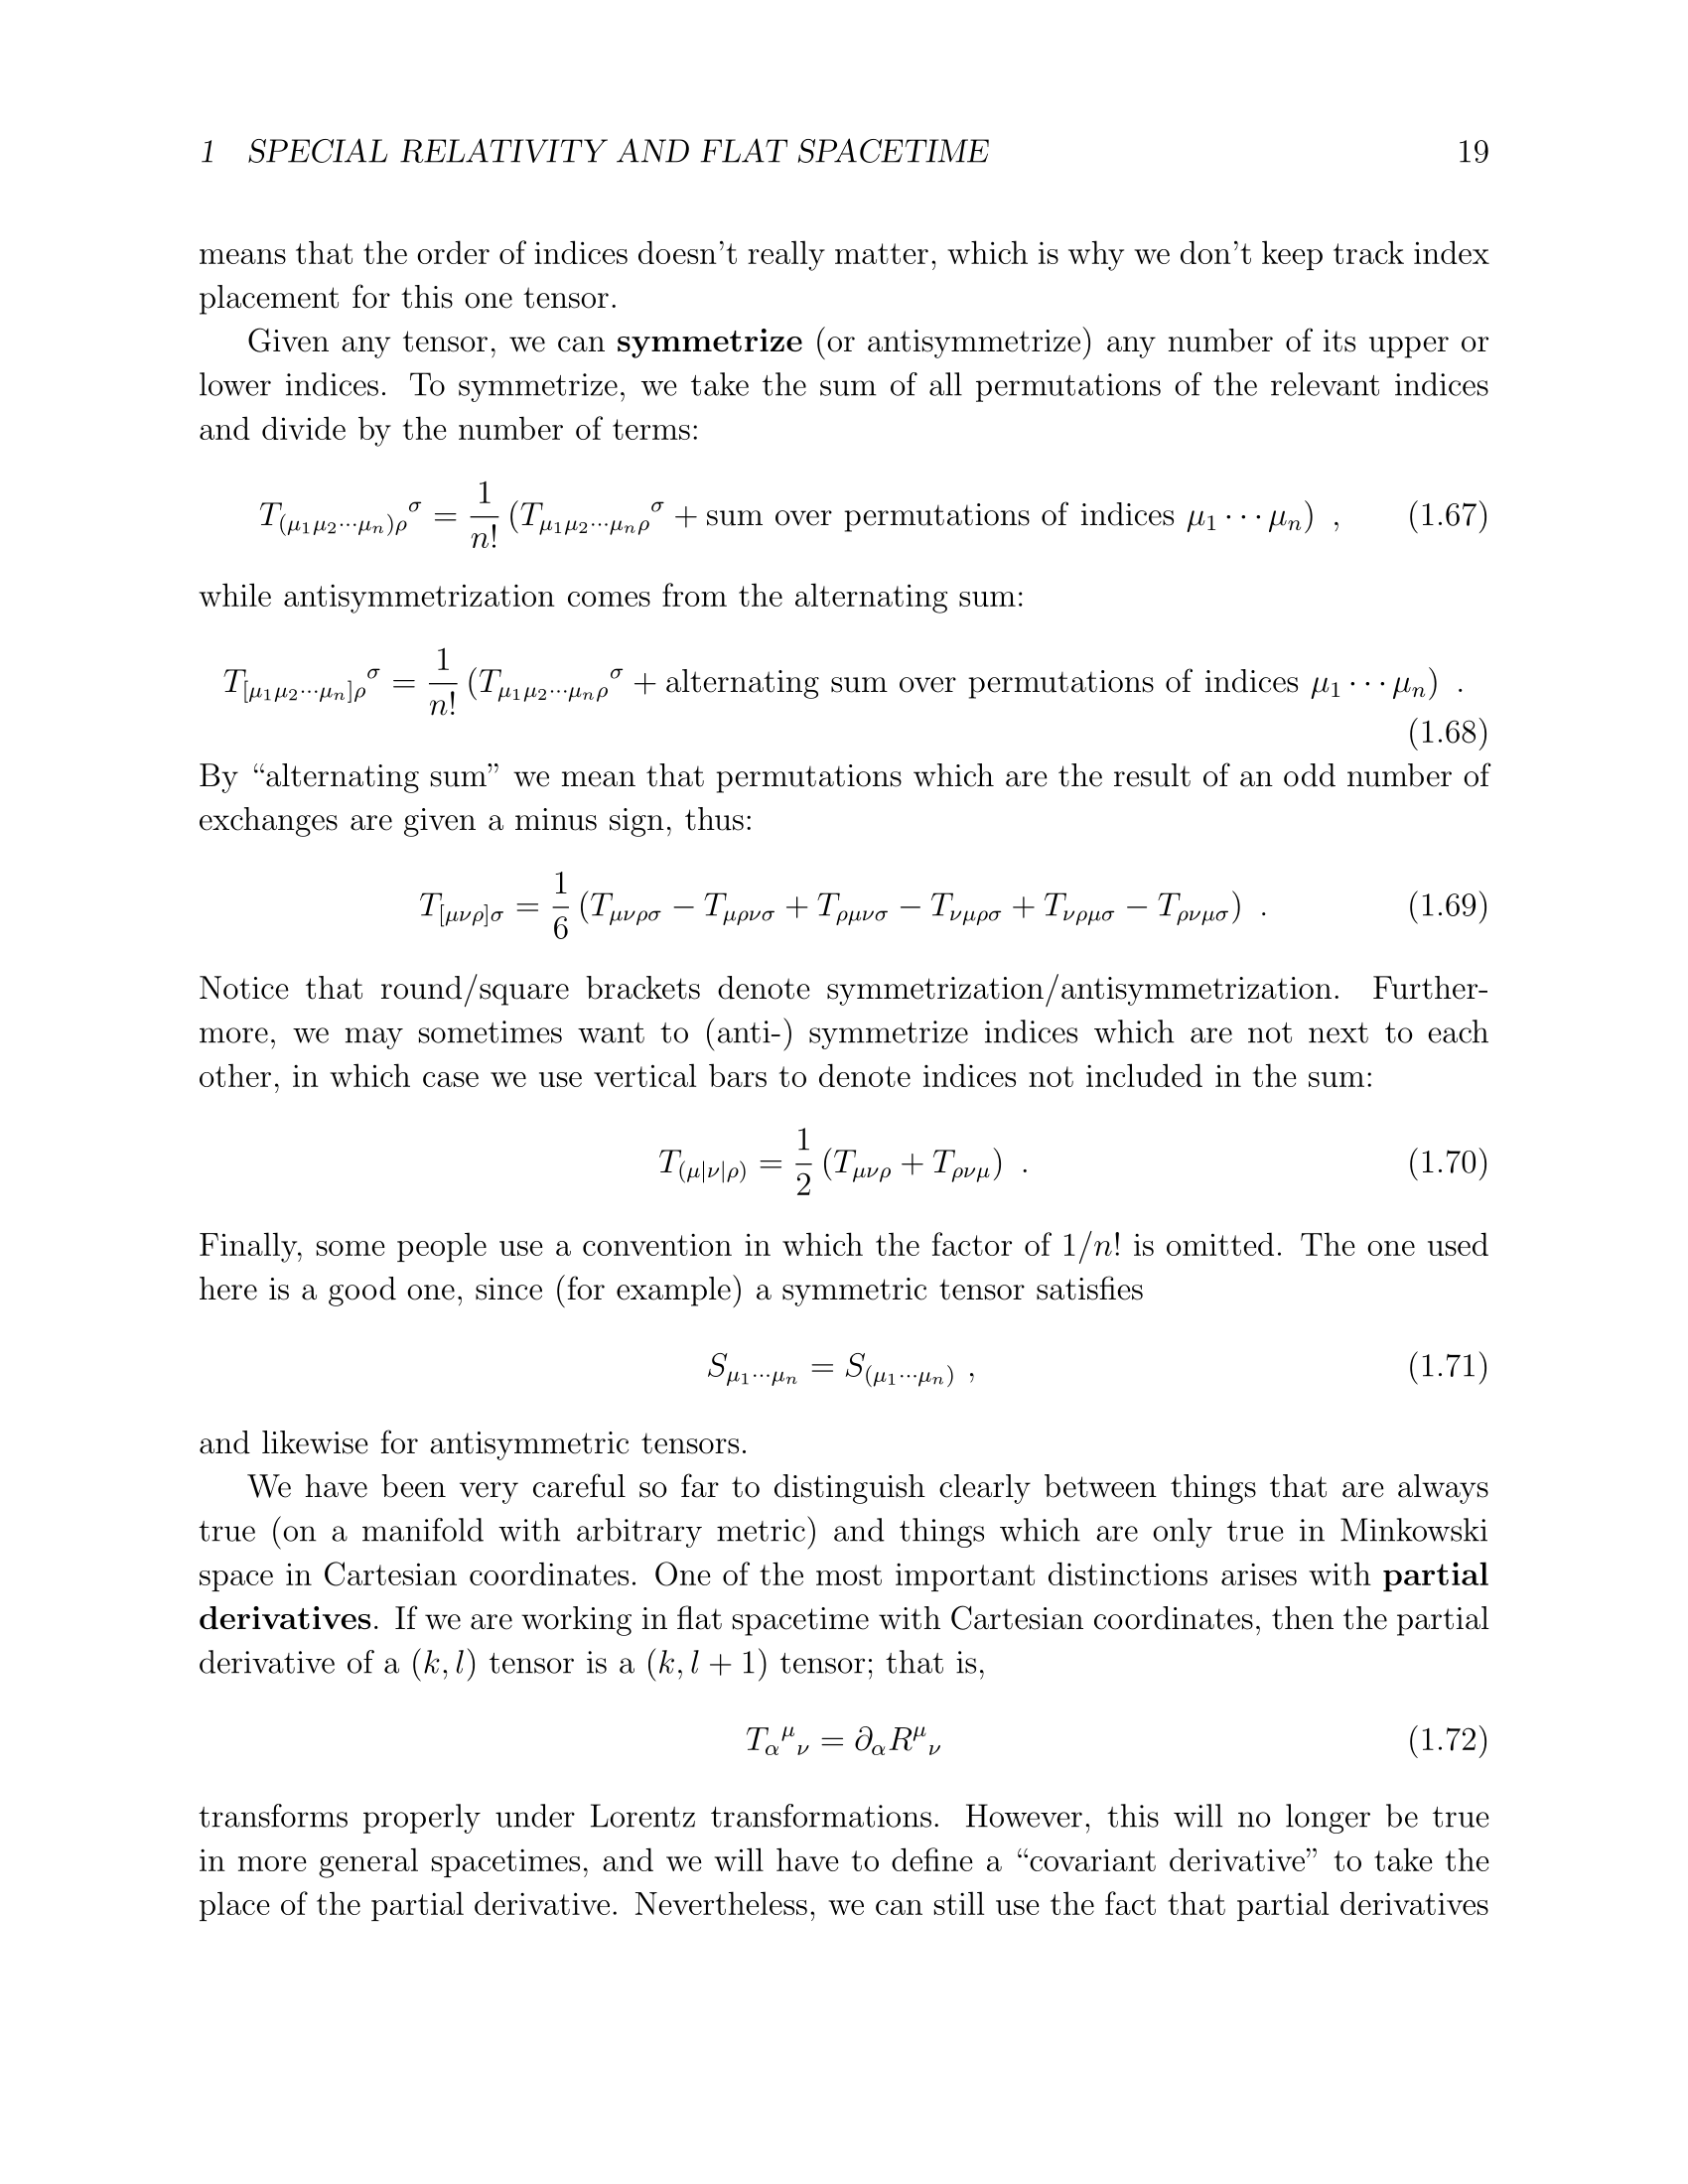 1 SPECIAL RELATIVITY AND FLAT SPACETIME 19
means that the order of indices doesn't really matter, which is why we don't keep track index
placement for this one tensor.
Given any tensor, we can symmetrize (or antisymmetrize) any number of its upper or
lower indices. To symmetrize, we take the sum of all permutations of the relevant indices
and divide by the number of terms:
$T_{(\mu_1\mu_2\cdots\mu_n)\rho}{}^{\sigma} = \frac{1}{n!}\left(T_{\mu_1\mu_2\cdots\mu_n\rho}{}^{\sigma} + \text{sum over permutations of indices } \mu_1\cdots\mu_n\right)$ , (1.67)
while antisymmetrization comes from the alternating sum:
$T_{[\mu_1\mu_2\cdots\mu_n]\rho}{}^{\sigma} = \frac{1}{n!}\left(T_{\mu_1\mu_2\cdots\mu_n\rho}{}^{\sigma} + \text{alternating sum over permutations of indices } \mu_1\cdots\mu_n\right)$ .
(1.68)
By “alternating sum” we mean that permutations which are the result of an odd number of
exchanges are given a minus sign, thus:
$T_{[\mu\nu\rho]\sigma} = \frac{1}{6}\left(T_{\mu\nu\rho\sigma} - T_{\mu\rho\nu\sigma} + T_{\rho\mu\nu\sigma} - T_{\nu\mu\rho\sigma} + T_{\nu\rho\mu\sigma} - T_{\rho\nu\mu\sigma}\right)$ . (1.69)
Notice that round/square brackets denote symmetrization/antisymmetrization. Further-
more, we may sometimes want to (anti-) symmetrize indices which are not next to each
other, in which case we use vertical bars to denote indices not included in the sum:
$T_{(\mu|\nu|\rho)} = \frac{1}{2}\left(T_{\mu\nu\rho} + T_{\rho\nu\mu}\right)$ . (1.70)
Finally, some people use a convention in which the factor of $1/n!$ is omitted. The one used
here is a good one, since (for example) a symmetric tensor satisfies
$S_{\mu_1\cdots\mu_n} = S_{(\mu_1\cdots\mu_n)}$ , (1.71)
and likewise for antisymmetric tensors.
We have been very careful so far to distinguish clearly between things that are always
true (on a manifold with arbitrary metric) and things which are only true in Minkowski
space in Cartesian coordinates. One of the most important distinctions arises with partial
derivatives. If we are working in flat spacetime with Cartesian coordinates, then the partial
derivative of a $(k, l)$ tensor is a $(k, l + 1)$ tensor; that is,
$T_{\alpha}{}^{\mu}{}_{\nu} = \partial_{\alpha} R^{\mu}{}_{\nu}$ (1.72)
transforms properly under Lorentz transformations. However, this will no longer be true
in more general spacetimes, and we will have to define a “covariant derivative” to take the
place of the partial derivative. Nevertheless, we can still use the fact that partial derivatives